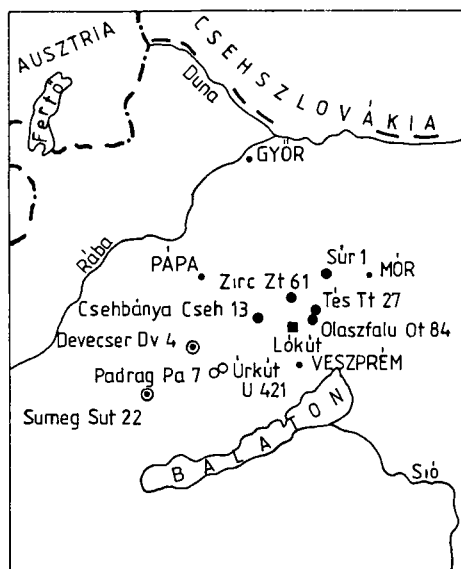 AUSZTRIA
CSEHSZLOVÁKIA
Duna
Fertő
GYŐR
Rába
PÁPA
Súr 1
MÓR
Zirc Zt 61
Tés Tt 27
Csehbánya Cseh 13
Olaszfalu Ot 84
Devecser Dv 4
Lókút
VESZPRÉM
Padrag Pa 7
Úrkút
U 421
Sumeg Sut 22
BALATON
Sió